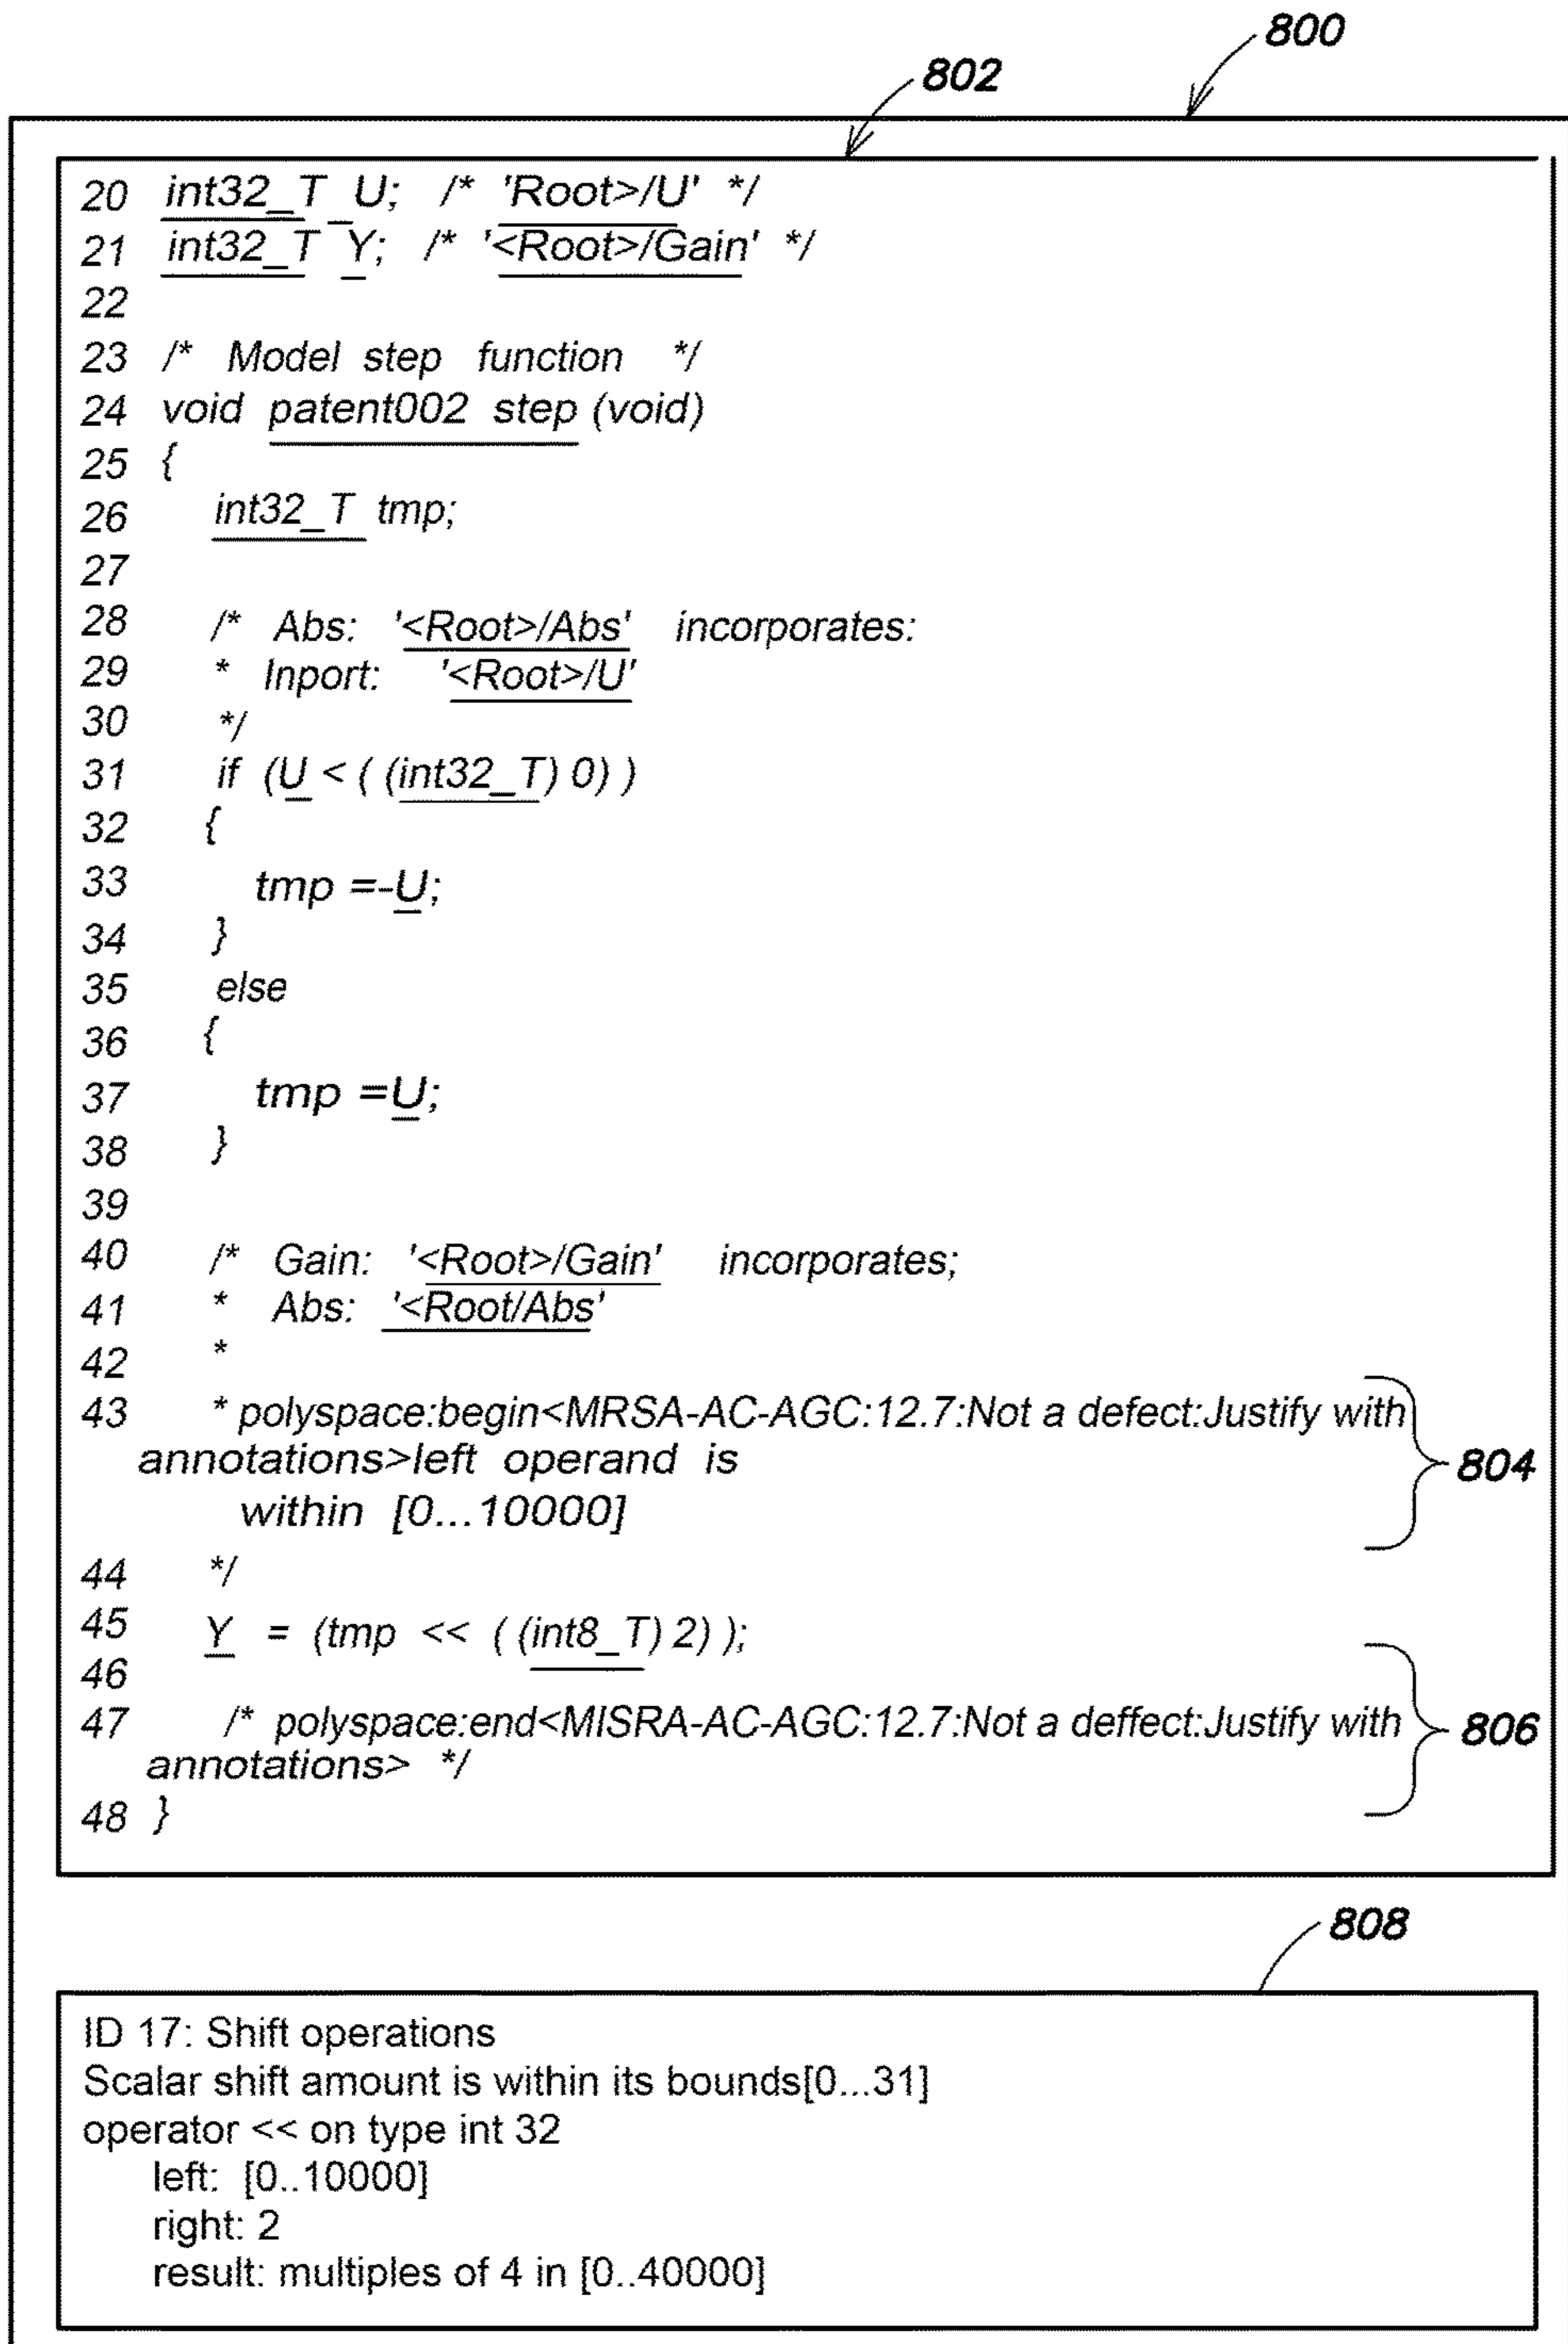 800
802
20 int32_T _U; /* 'Root>/U' */
21 int32_T Y; /* '<Root>/Gain' */
22
23 /* Model step function */
24 void patent002 step (void)
25 {
26 int32_T tmp;
27
28 /* Abs: '<Root>/Abs' incorporates:
29 * Inport: '<Root>/U'
30 */
31 if (U < ( (int32_T) 0) )
32 {
33 tmp =-U;
34 }
35 else
36 {
37 tmp =U;
38 }
39
40 /* Gain: '<Root>/Gain' incorporates;
41 * Abs: '<Root/Abs'
42 *
43 * polyspace:begin<MRSA-AC-AGC:12.7:Not a defect:Justify with
annotations>left operand is
within [0...10000]
804
44 */
45 Y = (tmp << ( (int8_T) 2) );
46
47 /* polyspace:end<MISRA-AC-AGC:12.7:Not a deffect:Justify with
annotations> */
806
48 }
808
ID 17: Shift operations
Scalar shift amount is within its bounds[0...31]
operator << on type int 32
left: [0..10000]
right: 2
result: multiples of 4 in [0..40000]